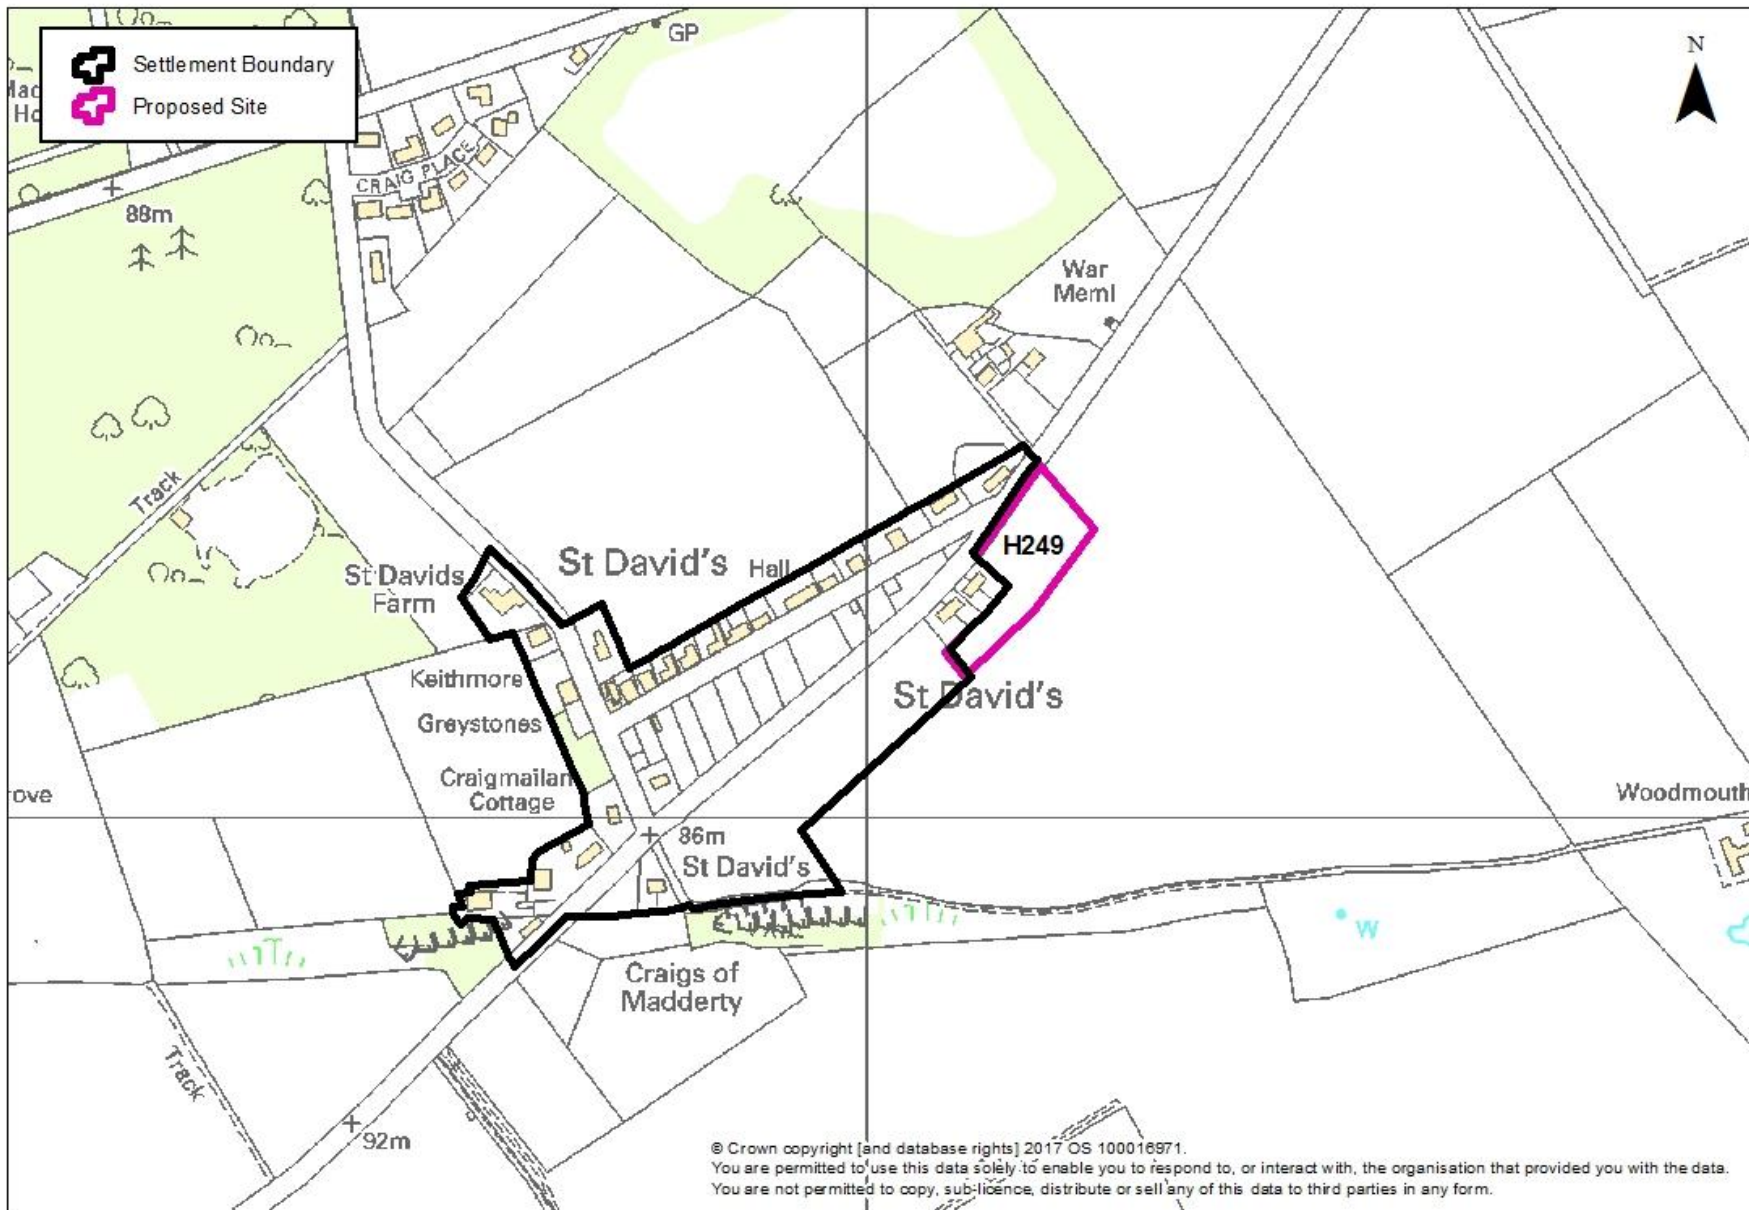 GP
Settlement Boundary
Proposed Site
N
CRAIG PLACE
88m
War
Meml
Track
St David's
Hall
H249
St Davids
Farm
Keithmore
St David's
Greystones
Craigmailan
Cottage
Woodmouth
ove
86m
St David's
W
Craigs of
Madderty
Track
92m
© Crown copyright [and database rights] 2017 OS 100016971.
You are permitted to use this data solely to enable you to respond to, or interact with, the organisation that provided you with the data.
You are not permitted to copy, sub-licence, distribute or sell any of this data to third parties in any form.